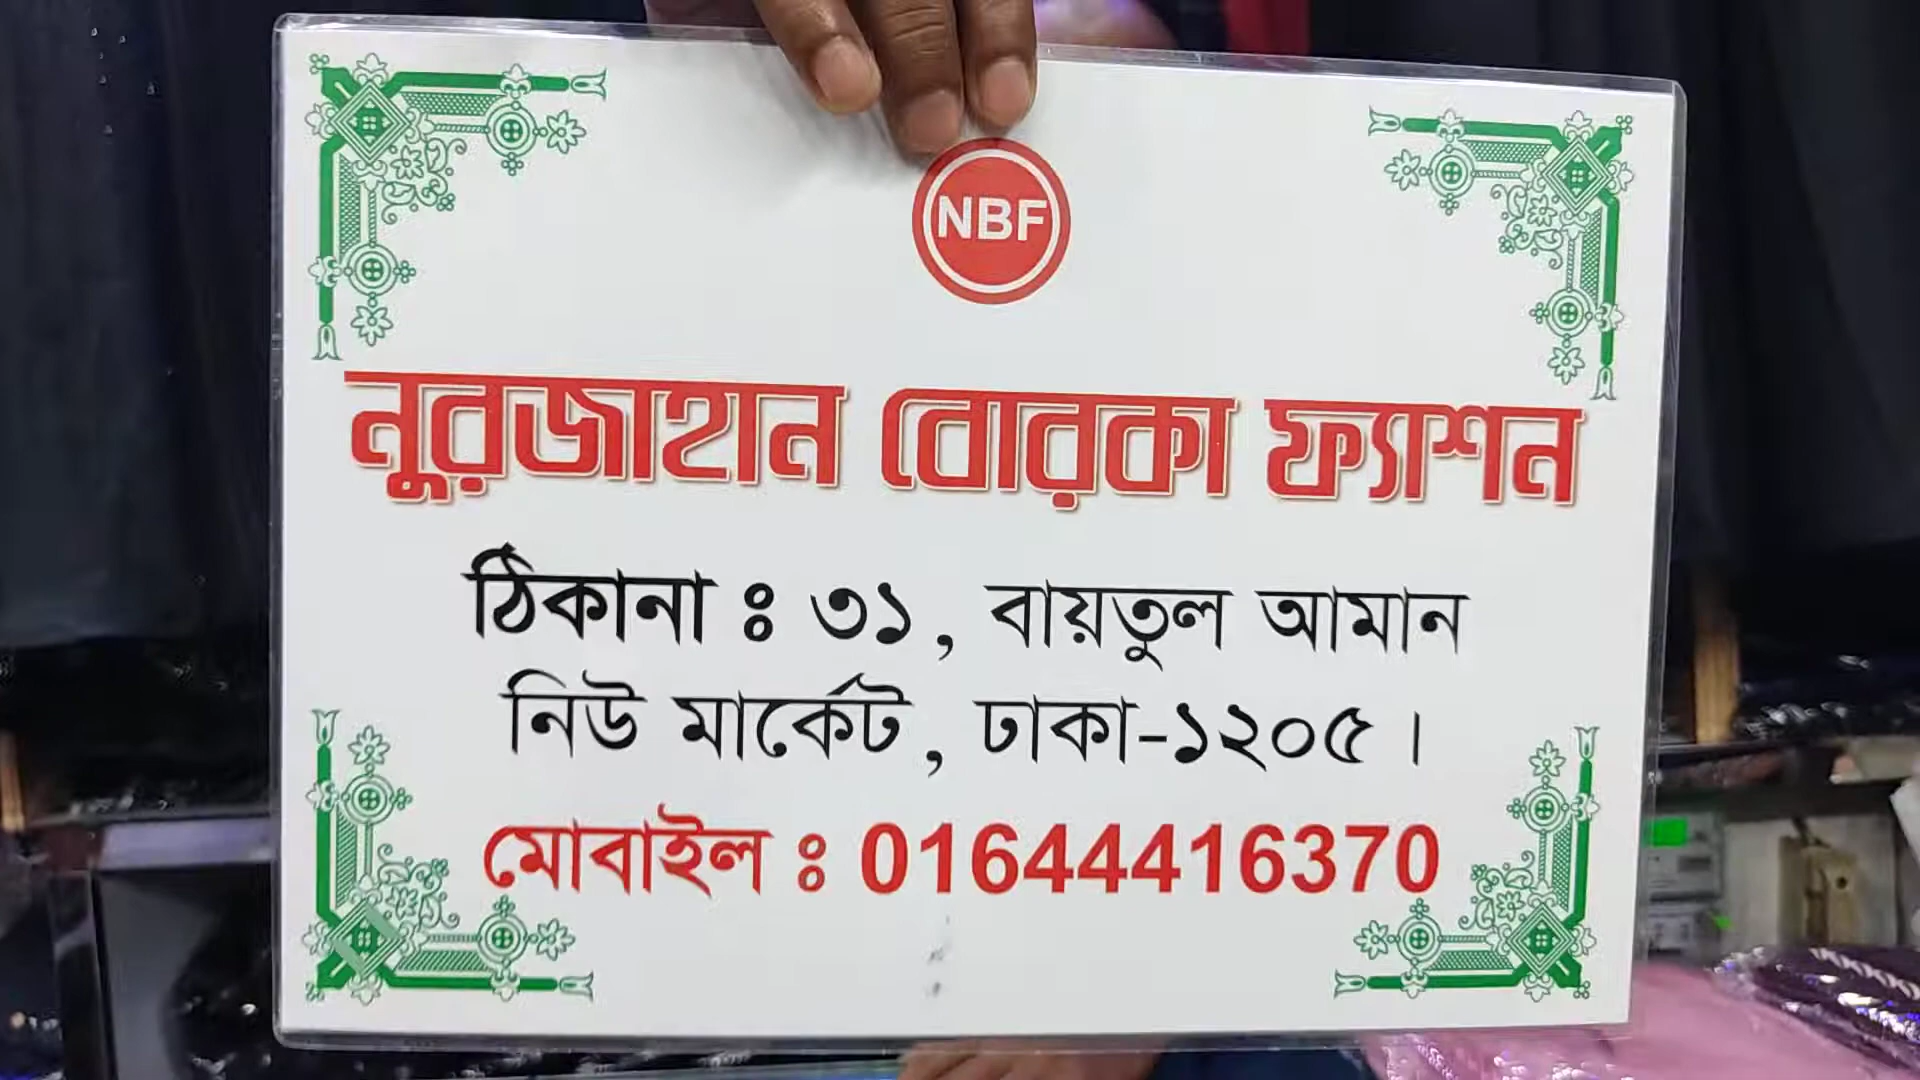 NBF
নুরজাহান বোরকা ফ্যাশন
ঠিকানা ঃ ৩১, বায়তুল আমান
নিউ মার্কেট, ঢাকা-১২০৫।
মোবাইল ঃ 01644416370